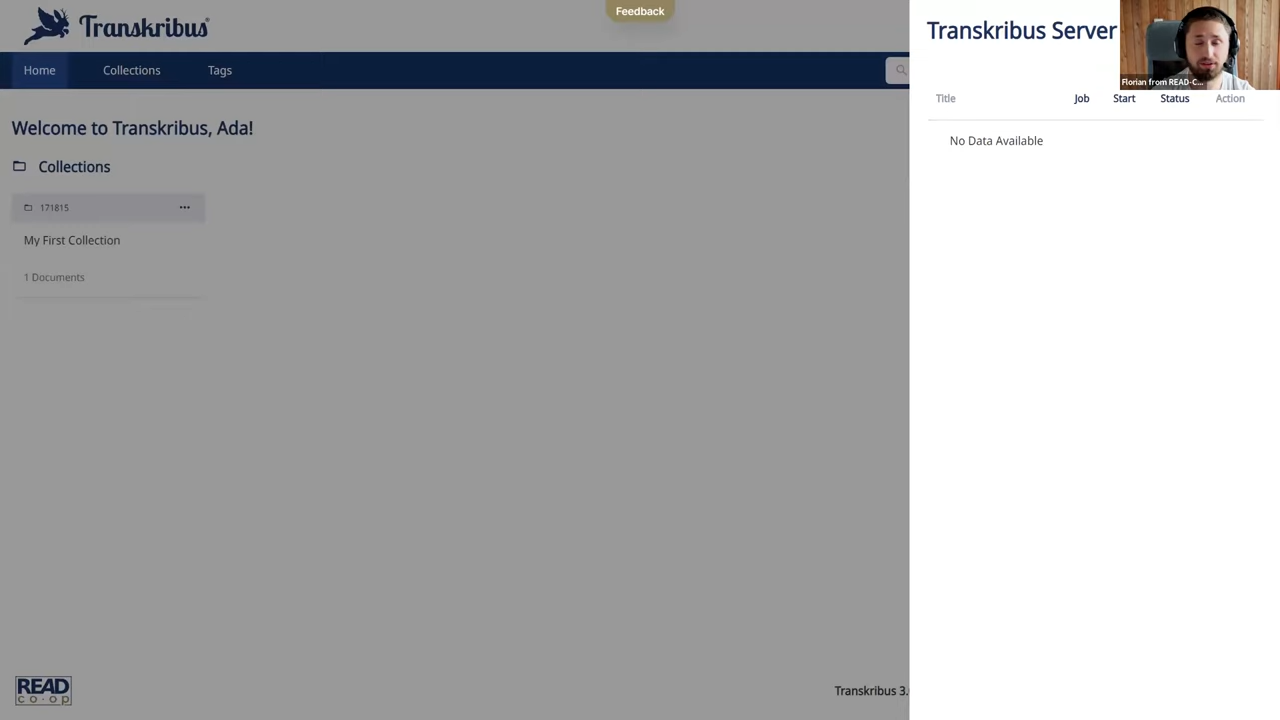 Transkribus
Feedback
Home
Collections
Tags
Welcome to Transkribus, Ada!
Collections
171815
My First Collection
1 Documents
READ
co·op
Transkribus 3.
Transkribus Server
Florian from READ-C...
Title Job Start Status Action
No Data Available